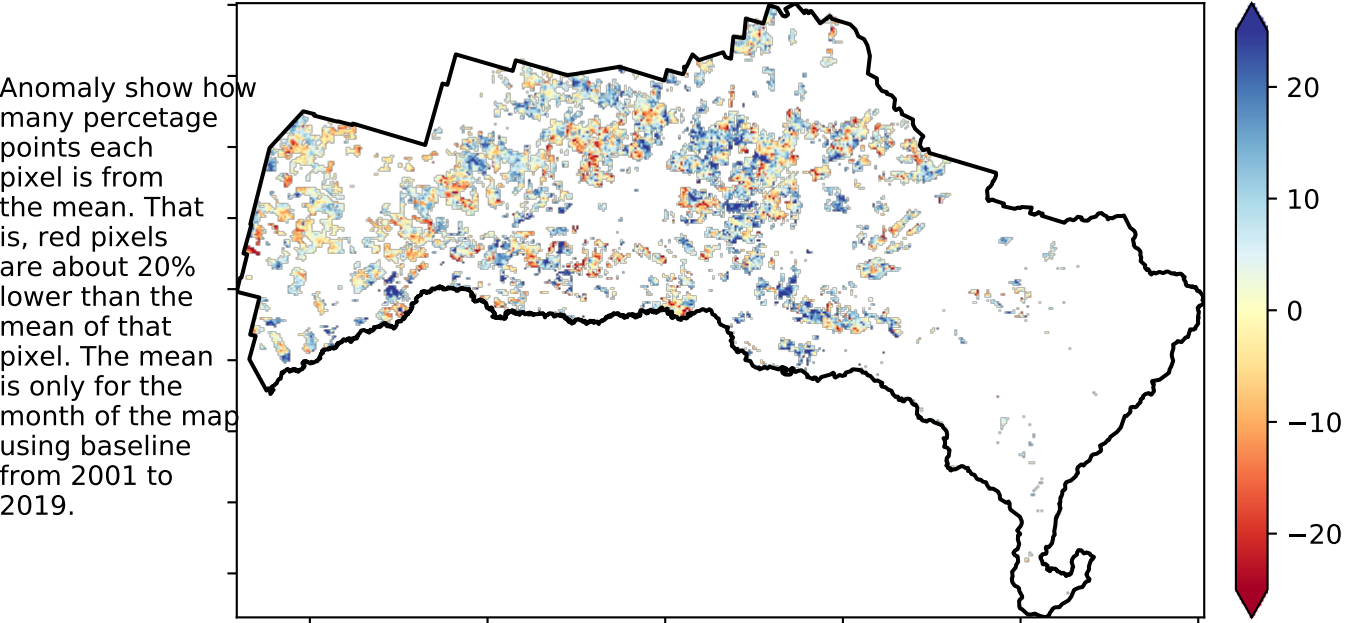 Anomaly show how
many percetage
points each
pixel is from
the mean. That
is, red pixels
are about 20%
lower than the
mean of that
pixel. The mean
is only for the
month of the map
using baseline
from 2001 to
2019.
20
10
0
−10
−20